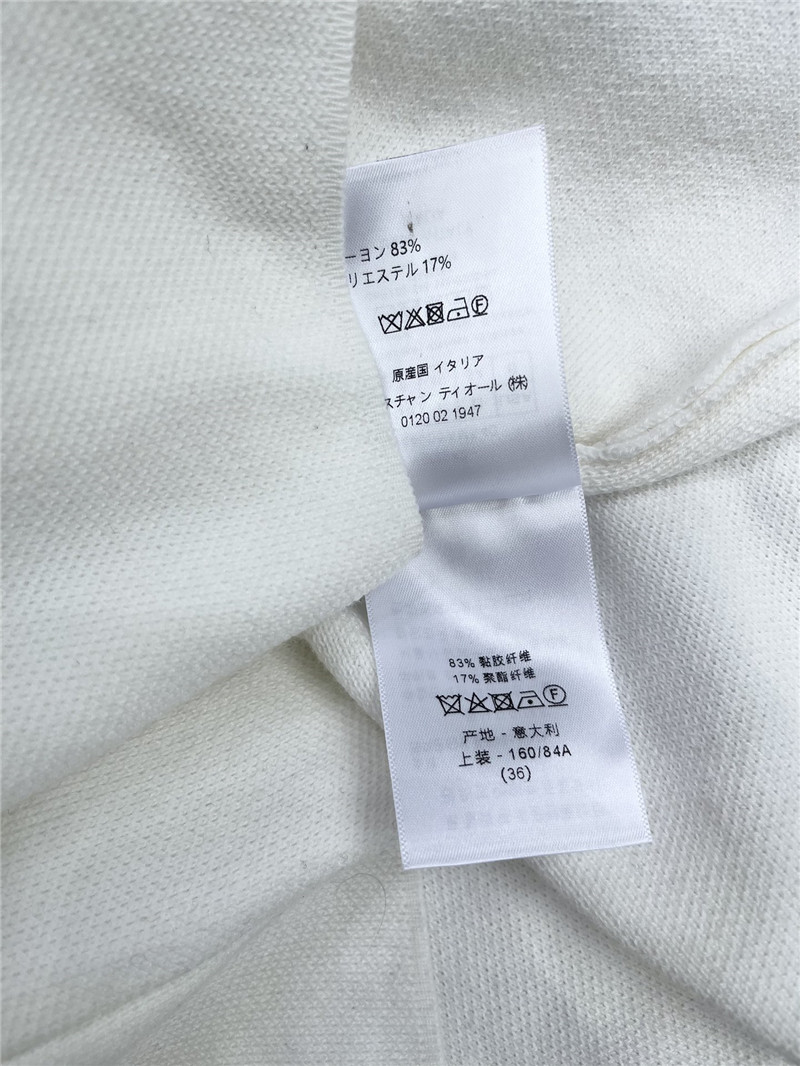 ーヨン 83%
リエステル 17%
F
原産国 イタリア
スチャン ディオール (株)
0120 02 1947
83% 黏胶纤维
17% 聚酯纤维
F
产地 - 意大利
上装 - 160/84A
(36)